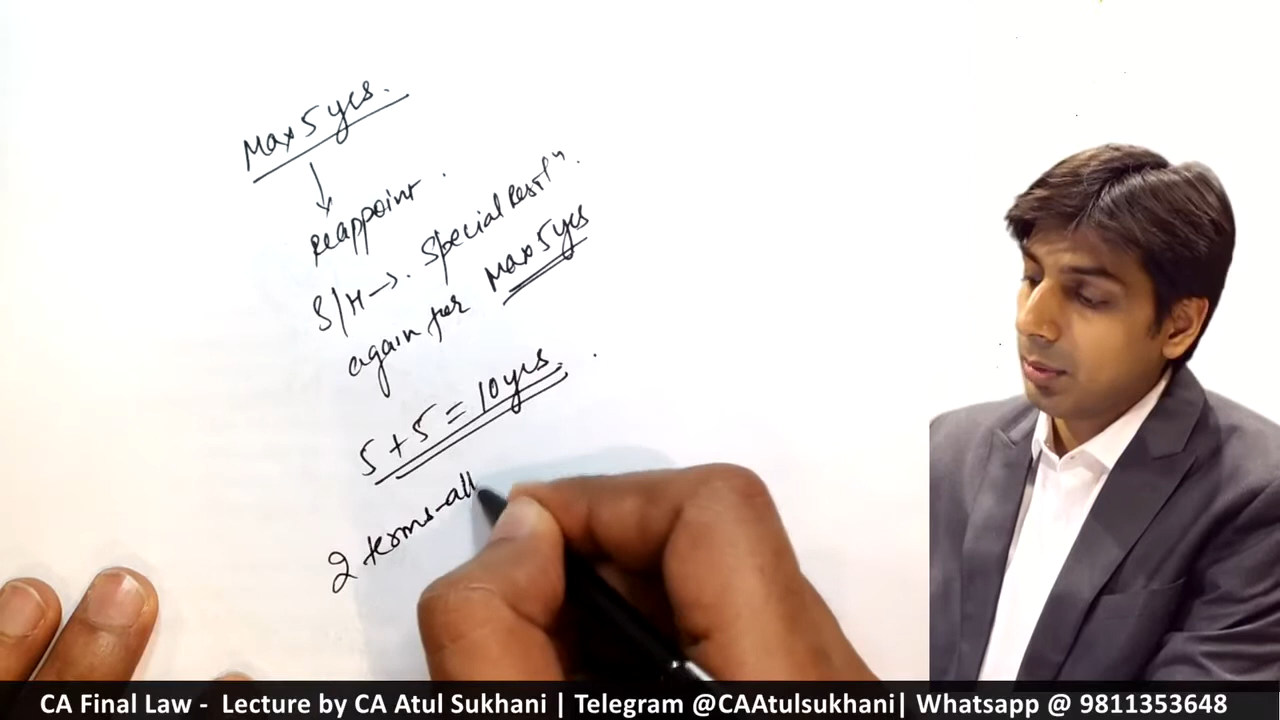 Max 5 yrs.
reappoint.
S/H → Special Resolⁿ.
again for Max 5 yrs
5 + 5 = 10 yrs.
2 terms - all
CA Final Law - Lecture by CA Atul Sukhani | Telegram @CAAtulsukhani| Whatsapp @ 9811353648